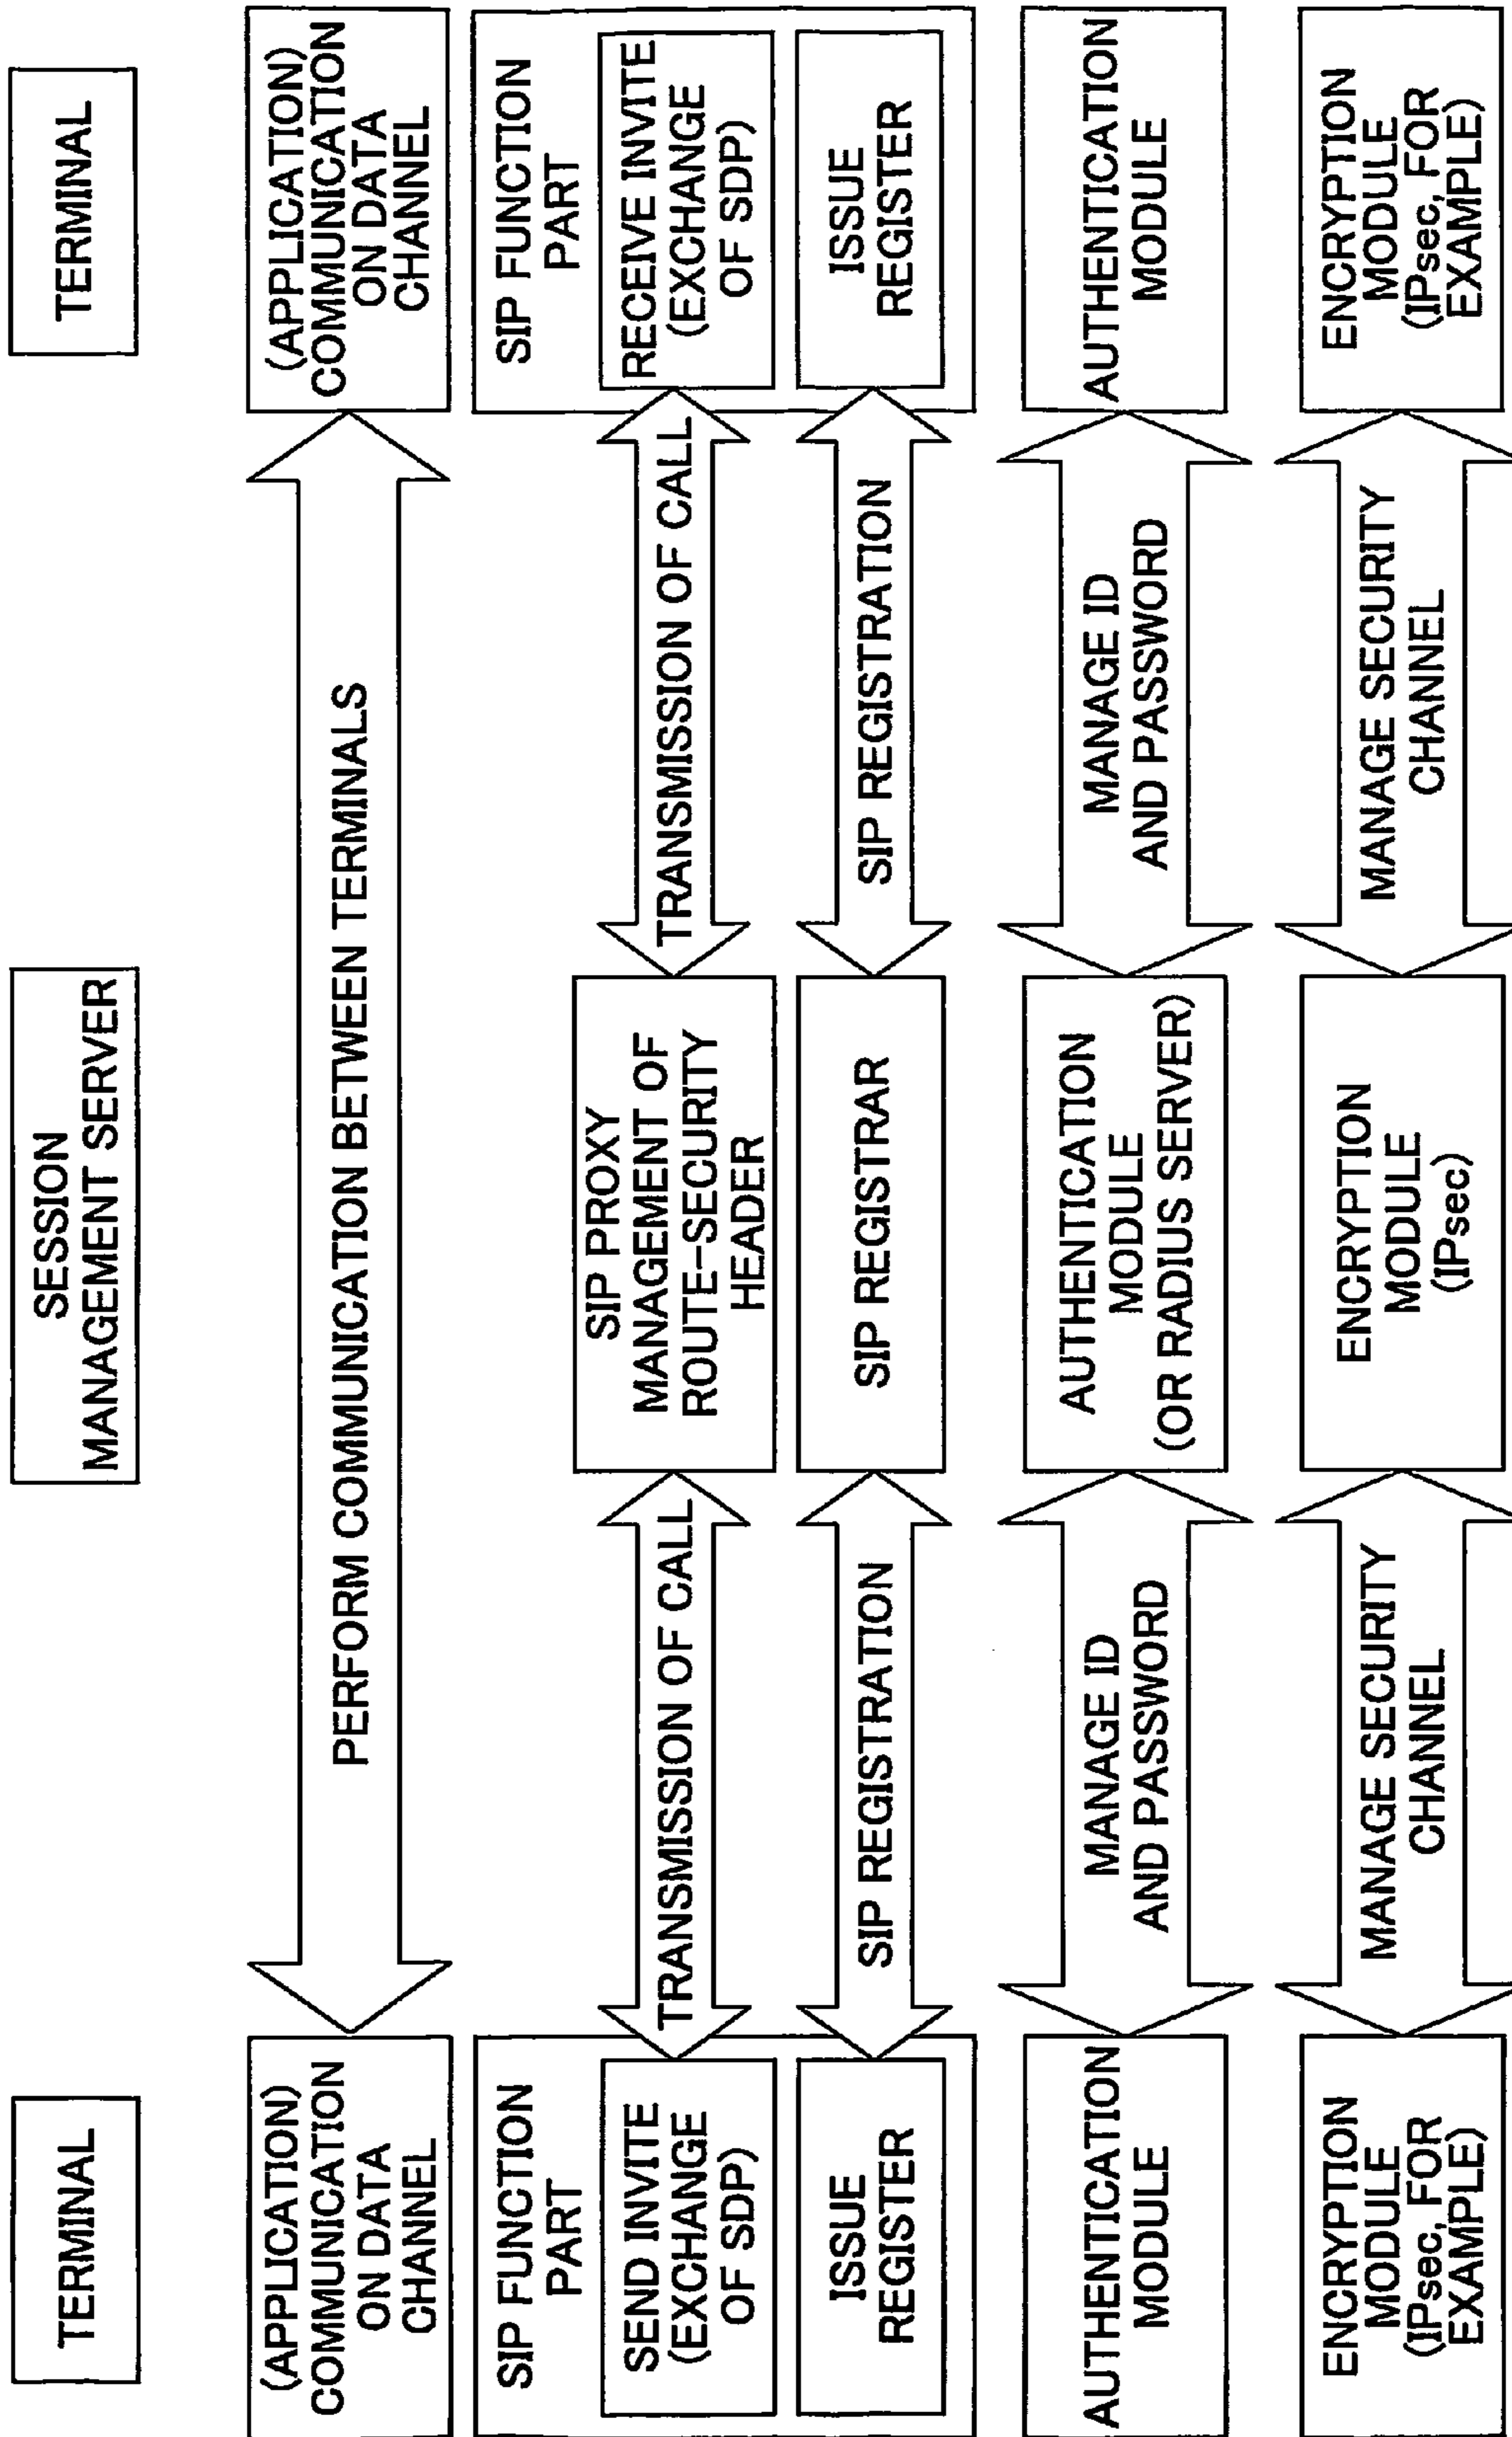 TERMINAL
SESSION
MANAGEMENT SERVER
TERMINAL
(APPLICATION)
COMMUNICATION
ON DATA
CHANNEL
PERFORM COMMUNICATION BETWEEN TERMINALS
(APPLICATION)
COMMUNICATION
ON DATA
CHANNEL
SIP FUNCTION
PART
SEND INVITE
(EXCHANGE
OF SDP)
TRANSMISSION OF CALL
SIP PROXY
MANAGEMENT OF
ROUTE-SECURITY
HEADER
TRANSMISSION OF CALL
SIP FUNCTION
PART
RECEIVE INVITE
(EXCHANGE
OF SDP)
ISSUE
REGISTER
SIP REGISTRATION
SIP REGISTRAR
SIP REGISTRATION
ISSUE
REGISTER
AUTHENTICATION
MODULE
MANAGE ID
AND PASSWORD
AUTHENTICATION
MODULE
(OR RADIUS SERVER)
MANAGE ID
AND PASSWORD
AUTHENTICATION
MODULE
ENCRYPTION
MODULE
(IPsec, FOR
EXAMPLE)
MANAGE SECURITY
CHANNEL
ENCRYPTION
MODULE
(IPsec)
MANAGE SECURITY
CHANNEL
ENCRYPTION
MODULE
(IPsec, FOR
EXAMPLE)